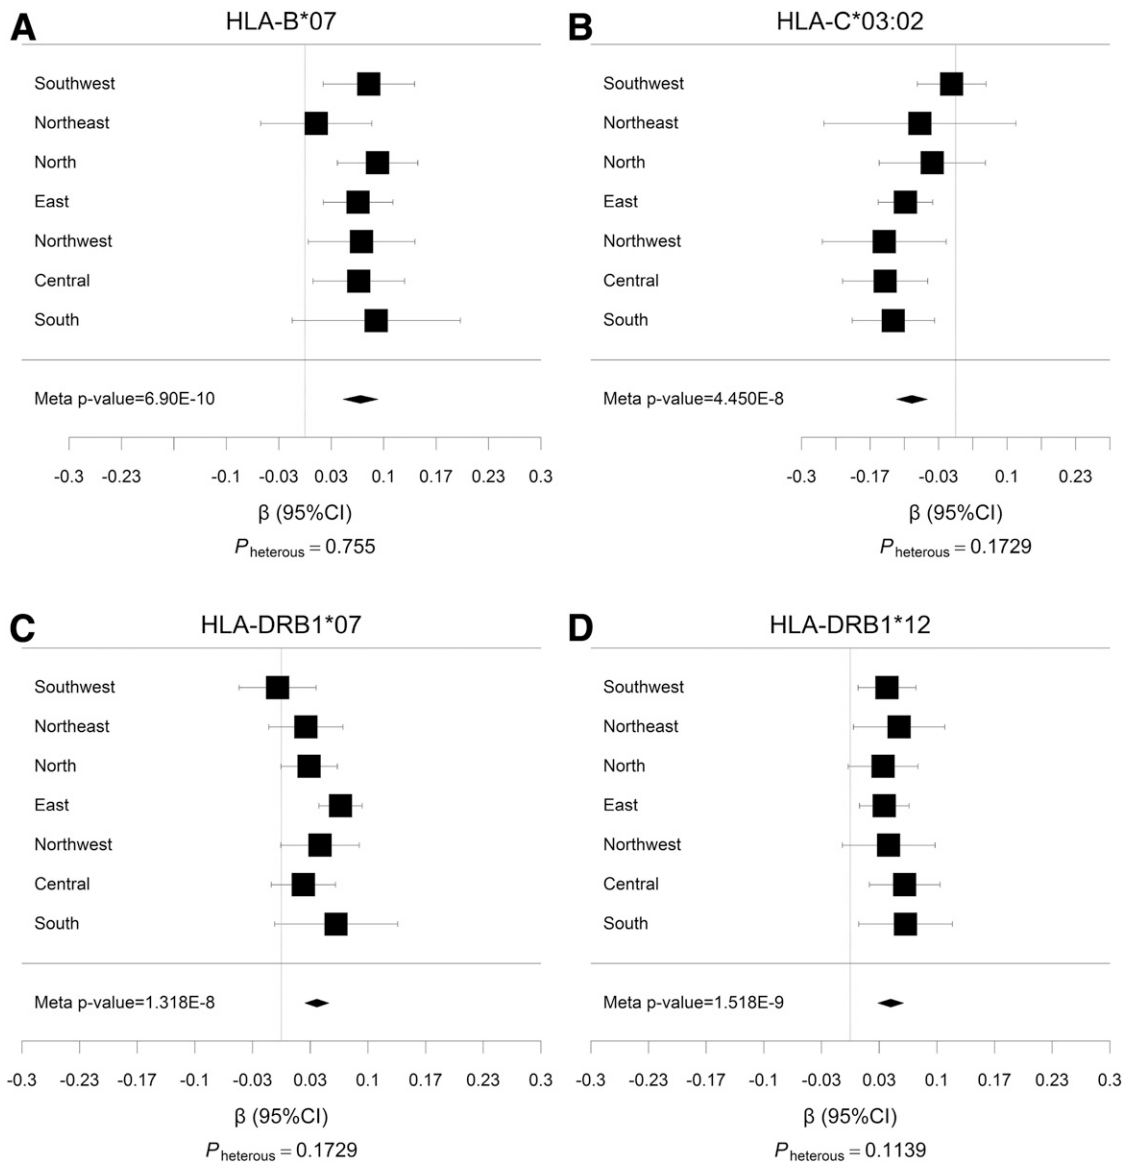 A
HLA-B*07
Southwest
Northeast
North
East
Northwest
Central
South
Meta p-value=6.90E-10
-0.3 -0.23 -0.1 -0.03 0.03 0.1 0.17 0.23 0.3
β (95%CI)
P heterous = 0.755
B
HLA-C*03:02
Southwest
Northeast
North
East
Northwest
Central
South
Meta p-value=4.450E-8
-0.3 -0.17 -0.03 0.1 0.23
β (95%CI)
P heterous = 0.1729
C
HLA-DRB1*07
Southwest
Northeast
North
East
Northwest
Central
South
Meta p-value=1.318E-8
-0.3 -0.23 -0.17 -0.1 -0.03 0.03 0.1 0.17 0.23 0.3
β (95%CI)
P heterous = 0.1729
D
HLA-DRB1*12
Southwest
Northeast
North
East
Northwest
Central
South
Meta p-value=1.518E-9
-0.3 -0.23 -0.17 -0.1 -0.03 0.03 0.1 0.17 0.23 0.3
β (95%CI)
P heterous = 0.1139